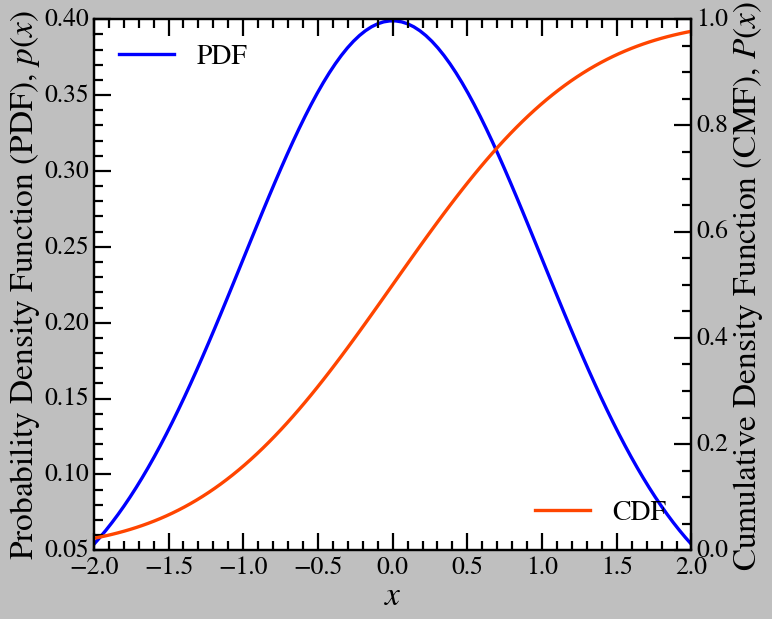 Probability Density Function (PDF), p(x)
0.40
0.35
0.30
0.25
0.20
0.15
0.10
0.05
PDF
CDF
1.0
0.8
0.6
0.4
0.2
0.0
Cumulative Density Function (CMF), P(x)
−2.0 −1.5 −1.0 −0.5 0.0 0.5 1.0 1.5 2.0
x